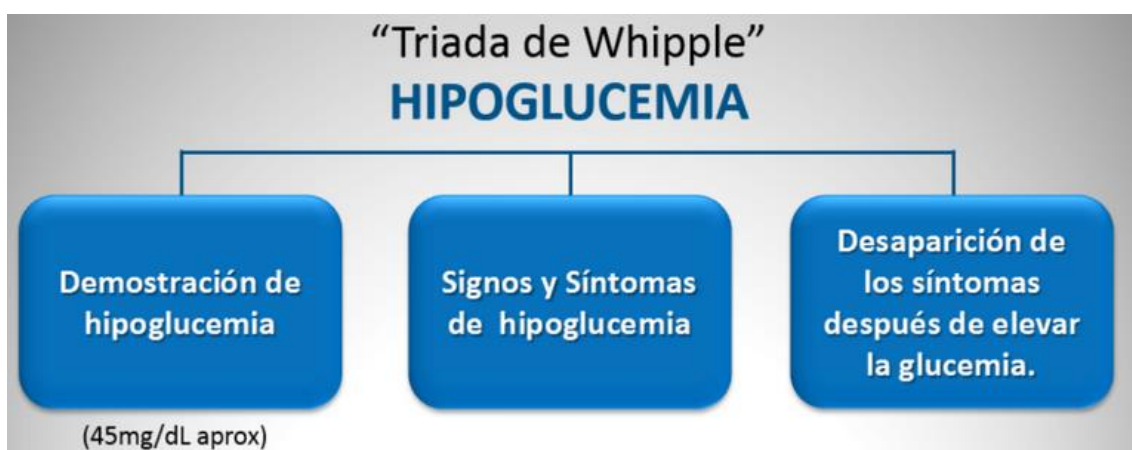 “Triada de Whipple”
HIPOGLUCEMIA
Demostración de
hipoglucemia
(45mg/dL aprox)
Signos y Síntomas
de hipoglucemia
Desaparición de
los síntomas
después de elevar
la glucemia.